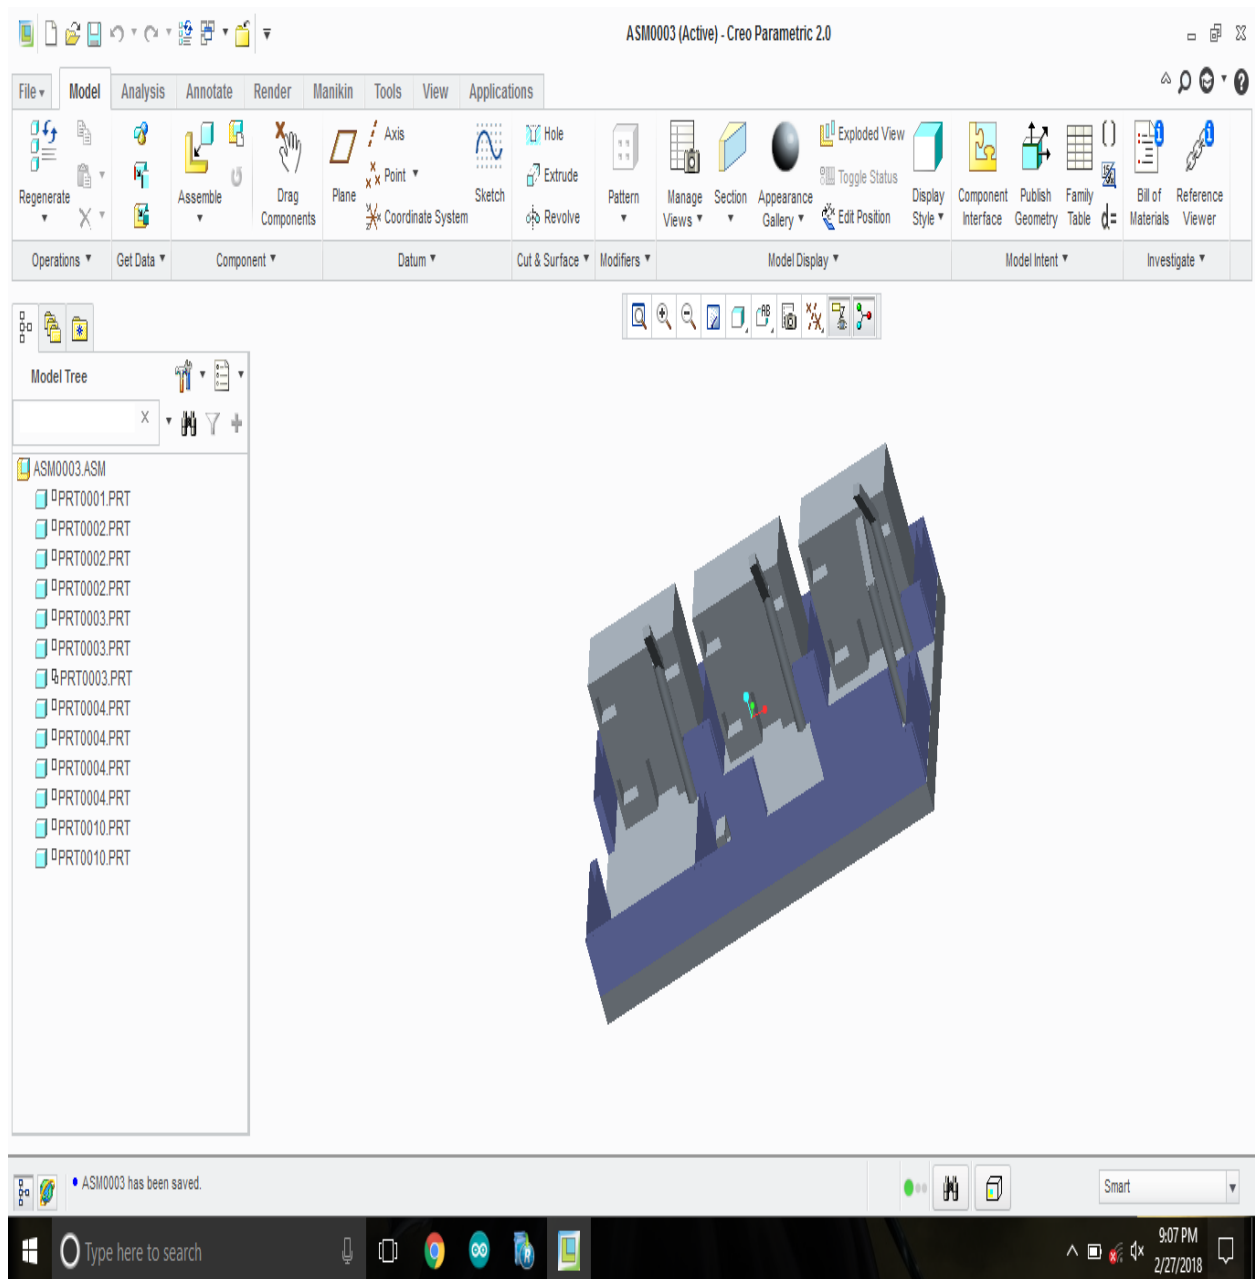 ASM0003 (Active) - Creo Parametric 2.0
File Model Analysis Annotate Render Manikin Tools View Applications
Regenerate
Assemble
Drag Components
Plane
Axis
Point
Coordinate System
Sketch
Hole
Extrude
Revolve
Pattern
Manage Views
Section
Appearance Gallery
Exploded View
Toggle Status
Edit Position
Display Style
Component Interface
Publish Geometry
Family Table
d=
Bill of Materials
Reference Viewer
Operations Get Data Component Datum Cut & Surface Modifiers Model Display Model Intent Investigate
Model Tree
ASM0003.ASM
PRT0001.PRT
PRT0002.PRT
PRT0002.PRT
PRT0002.PRT
PRT0003.PRT
PRT0003.PRT
PRT0003.PRT
PRT0004.PRT
PRT0004.PRT
PRT0004.PRT
PRT0004.PRT
PRT0010.PRT
PRT0010.PRT
ASM0003 has been saved.
Smart
Type here to search
9:07 PM
2/27/2018